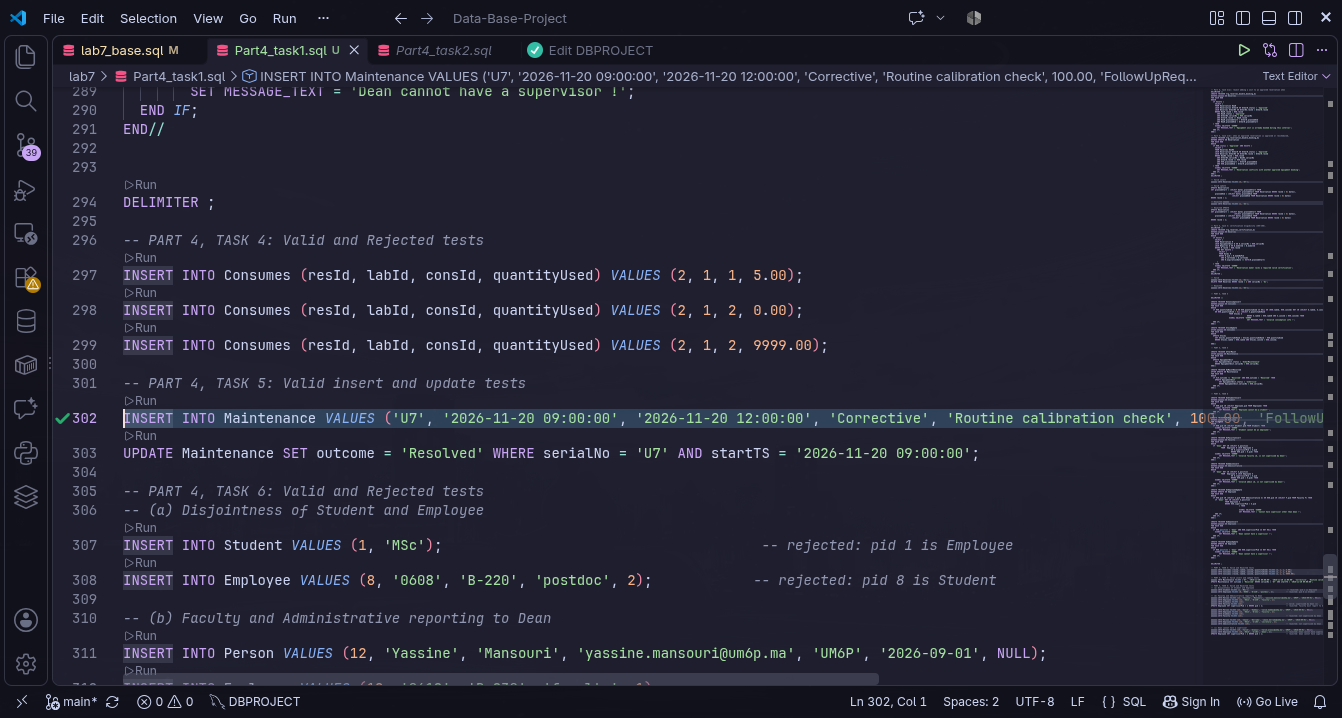 File Edit Selection View Go Run ··· Data-Base-Project
lab7_base.sql M Part4_task1.sql U Part4_task2.sql Edit DBPROJECT
lab7 > Part4_task1.sql > INSERT INTO Maintenance VALUES ('U7', '2026-11-20 09:00:00', '2026-11-20 12:00:00', 'Corrective', 'Routine calibration check', 100.00, 'FollowUpReq... Text Editor
289 SET MESSAGE_TEXT = 'Dean cannot have a supervisor !';
290 END IF;
291 END//
292
293
Run
294 DELIMITER ;
295
296 -- PART 4, TASK 4: Valid and Rejected tests
Run
297 INSERT INTO Consumes (resId, labId, consId, quantityUsed) VALUES (2, 1, 1, 5.00);
Run
298 INSERT INTO Consumes (resId, labId, consId, quantityUsed) VALUES (2, 1, 2, 0.00);
Run
299 INSERT INTO Consumes (resId, labId, consId, quantityUsed) VALUES (2, 1, 2, 9999.00);
300
301 -- PART 4, TASK 5: Valid insert and update tests
Run
302 INSERT INTO Maintenance VALUES ('U7', '2026-11-20 09:00:00', '2026-11-20 12:00:00', 'Corrective', 'Routine calibration check', 100.00, 'FollowU
Run
303 UPDATE Maintenance SET outcome = 'Resolved' WHERE serialNo = 'U7' AND startTS = '2026-11-20 09:00:00';
304
305 -- PART 4, TASK 6: Valid and Rejected tests
306 -- (a) Disjointness of Student and Employee
Run
307 INSERT INTO Student VALUES (1, 'MSc'); -- rejected: pid 1 is Employee
Run
308 INSERT INTO Employee VALUES (8, '0608', 'B-220', 'postdoc', 2); -- rejected: pid 8 is Student
309
310 -- (b) Faculty and Administrative reporting to Dean
Run
311 INSERT INTO Person VALUES (12, 'Yassine', 'Mansouri', 'yassine.mansouri@um6p.ma', 'UM6P', '2026-09-01', NULL);
Run
39
main* 0 0 DBPROJECT Ln 302, Col 1 Spaces: 2 UTF-8 LF { } SQL Sign In Go Live